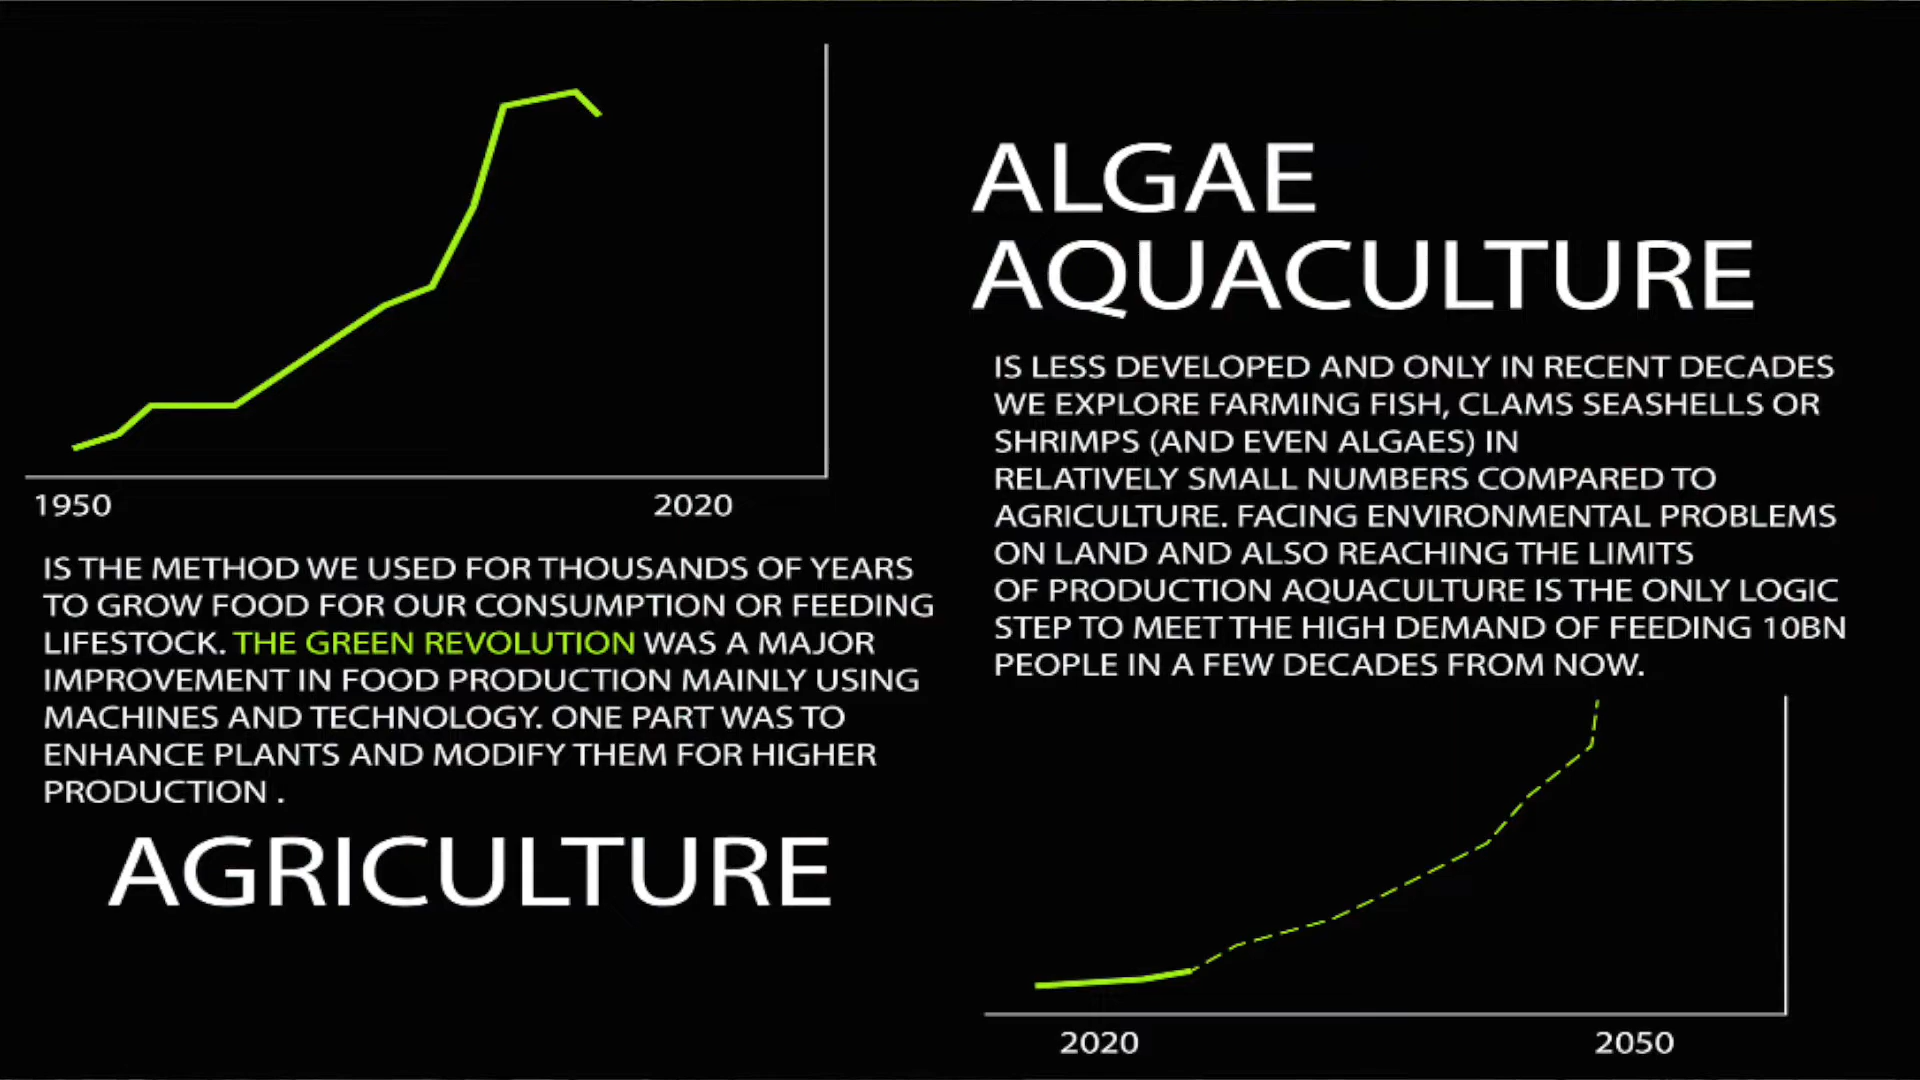 1950 2020
IS THE METHOD WE USED FOR THOUSANDS OF YEARS
TO GROW FOOD FOR OUR CONSUMPTION OR FEEDING
LIFESTOCK. THE GREEN REVOLUTION WAS A MAJOR
IMPROVEMENT IN FOOD PRODUCTION MAINLY USING
MACHINES AND TECHNOLOGY. ONE PART WAS TO
ENHANCE PLANTS AND MODIFY THEM FOR HIGHER
PRODUCTION .
AGRICULTURE
ALGAE
AQUACULTURE
IS LESS DEVELOPED AND ONLY IN RECENT DECADES
WE EXPLORE FARMING FISH, CLAMS SEASHELLS OR
SHRIMPS (AND EVEN ALGAES) IN
RELATIVELY SMALL NUMBERS COMPARED TO
AGRICULTURE. FACING ENVIRONMENTAL PROBLEMS
ON LAND AND ALSO REACHING THE LIMITS
OF PRODUCTION AQUACULTURE IS THE ONLY LOGIC
STEP TO MEET THE HIGH DEMAND OF FEEDING 10BN
PEOPLE IN A FEW DECADES FROM NOW.
2020 2050